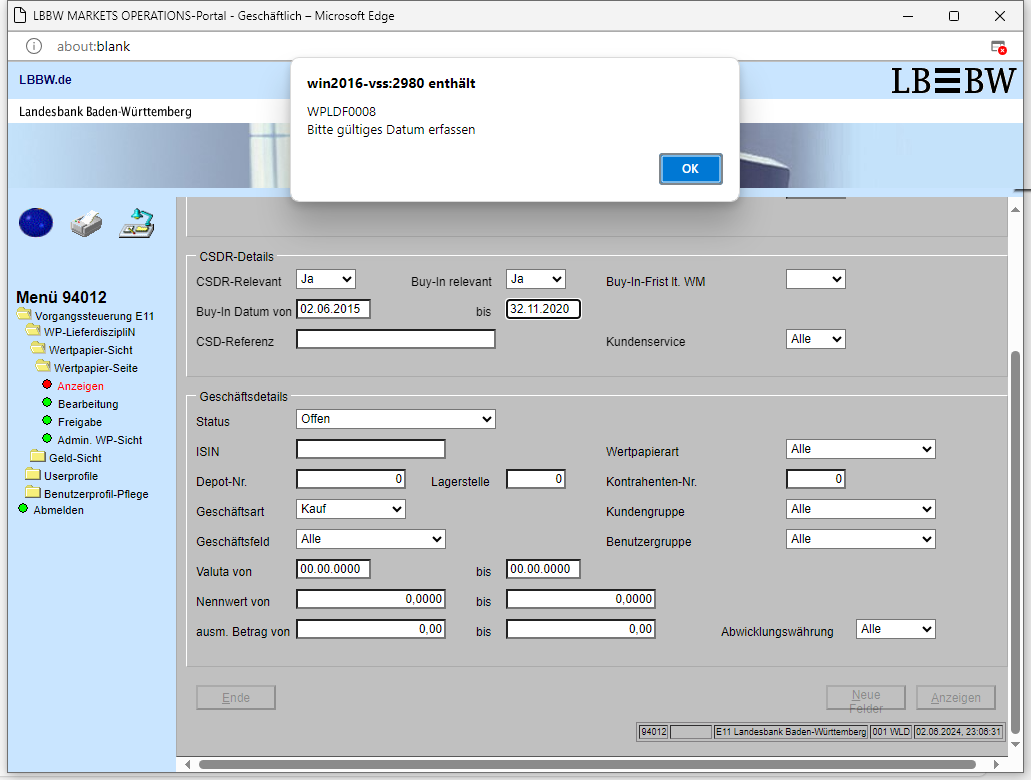 LBBW MARKETS OPERATIONS-Portal - Geschäftlich – Microsoft Edge
about:blank
LBBW.de
LBBW
Landesbank Baden-Württemberg
win2016-vss:2980 enthält
WPLDF0008
Bitte gültiges Datum erfassen
OK
Menü 94012
Vorgangssteuerung E11
WP-LieferdisziplinN
Wertpapier-Sicht
Wertpapier-Seite
Anzeigen
Bearbeitung
Freigabe
Admin. WP-Sicht
Geld-Sicht
Userprofile
Benutzerprofil-Pflege
Abmelden
CSDR-Details
CSDR-Relevant Ja Buy-In relevant Ja Buy-In-Frist lt. WM
Buy-In Datum von 02.06.2015 bis 32.11.2020
CSD-Referenz Kundenservice Alle
Geschäftsdetails
Status Offen
ISIN Wertpapierart Alle
Depot-Nr. 0 Lagerstelle 0 Kontrahenten-Nr. 0
Geschäftsart Kauf Kundengruppe Alle
Geschäftsfeld Alle Benutzergruppe Alle
Valuta von 00.00.0000 bis 00.00.0000
Nennwert von 0,0000 bis 0,0000
ausm. Betrag von 0,00 bis 0,00 Abwicklungswährung Alle
Ende Neue Felder Anzeigen
94012 E11 Landesbank Baden-Württemberg 001 WLD 02.06.2024, 23:06:31